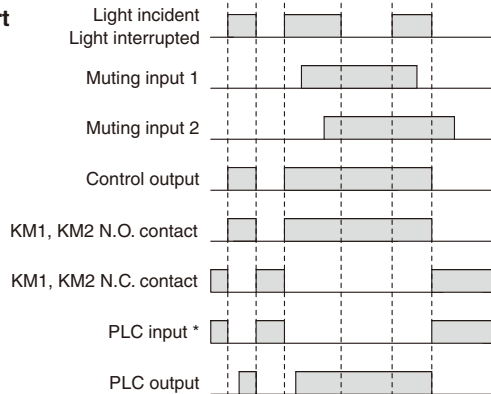 rt
Light incident
Light interrupted
Muting input 1
Muting input 2
Control output
KM1, KM2 N.O. contact
KM1, KM2 N.C. contact
PLC input *
PLC output